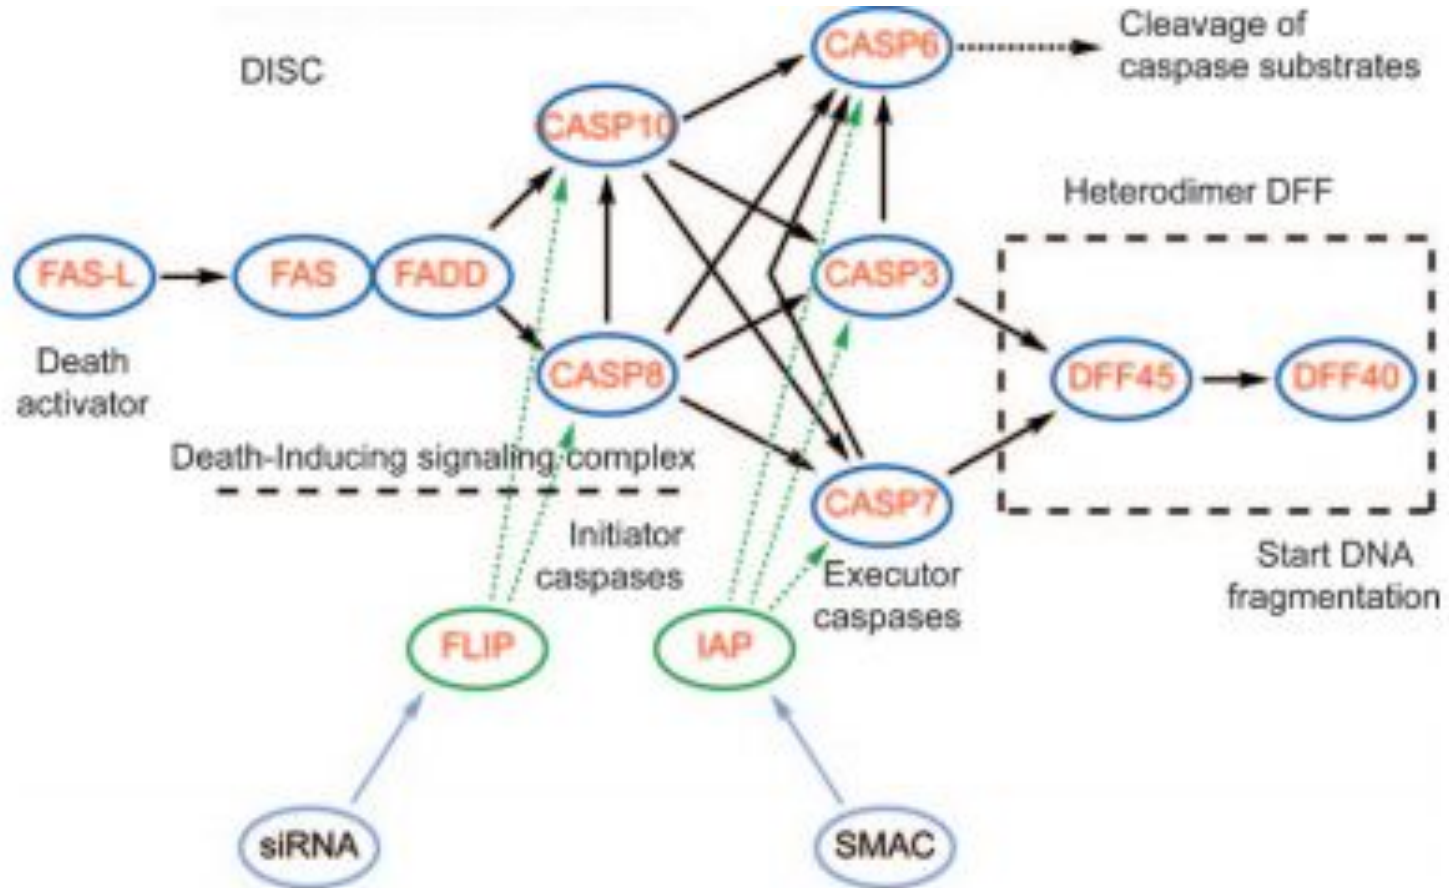 DISC
CASP6
Cleavage of
caspase substrates
CASP10
Heterodimer DFF
FAS-L
FAS
FADD
CASP3
Death
activator
CASP8
DFF45
DFF40
Death-Inducing signaling complex
CASP7
Initiator
caspases
Executor
caspases
Start DNA
fragmentation
FLIP
IAP
siRNA
SMAC